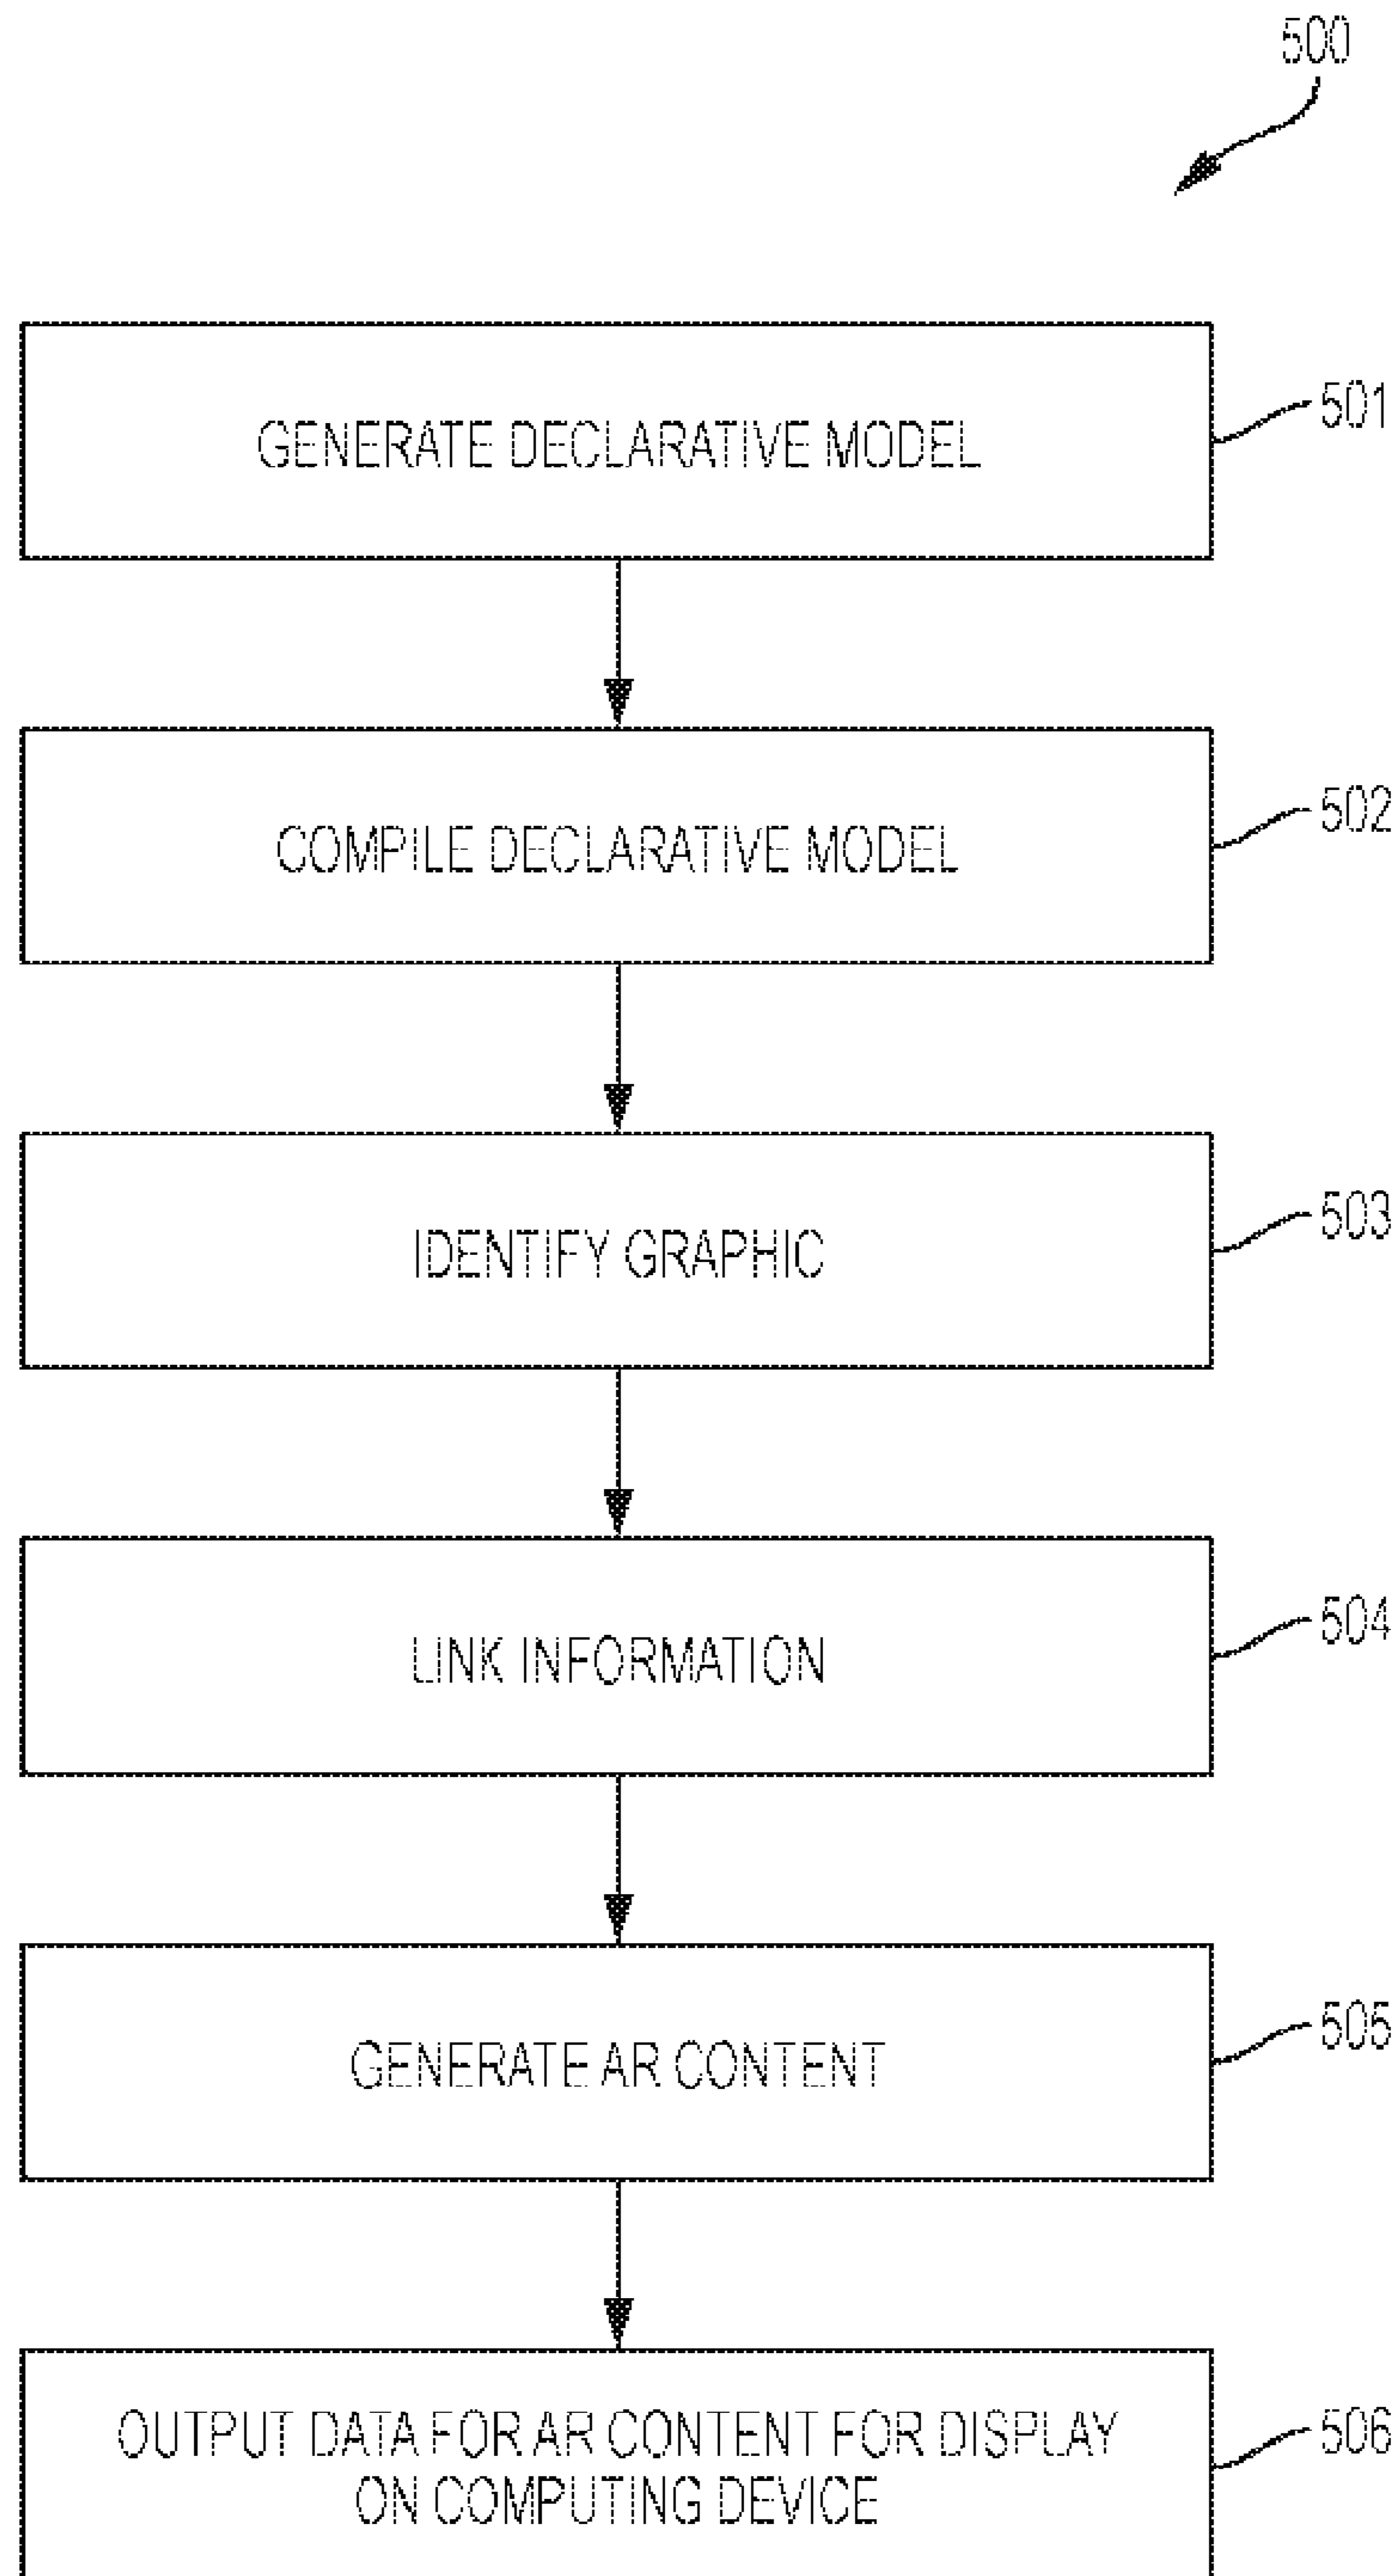 500
GENERATE DECLARATIVE MODEL
501
COMPILE DECLARATIVE MODEL
502
IDENTIFY GRAPHIC
503
LINK INFORMATION
504
GENERATE AR CONTENT
505
OUTPUT DATA FOR AR CONTENT FOR DISPLAY
ON COMPUTING DEVICE
506